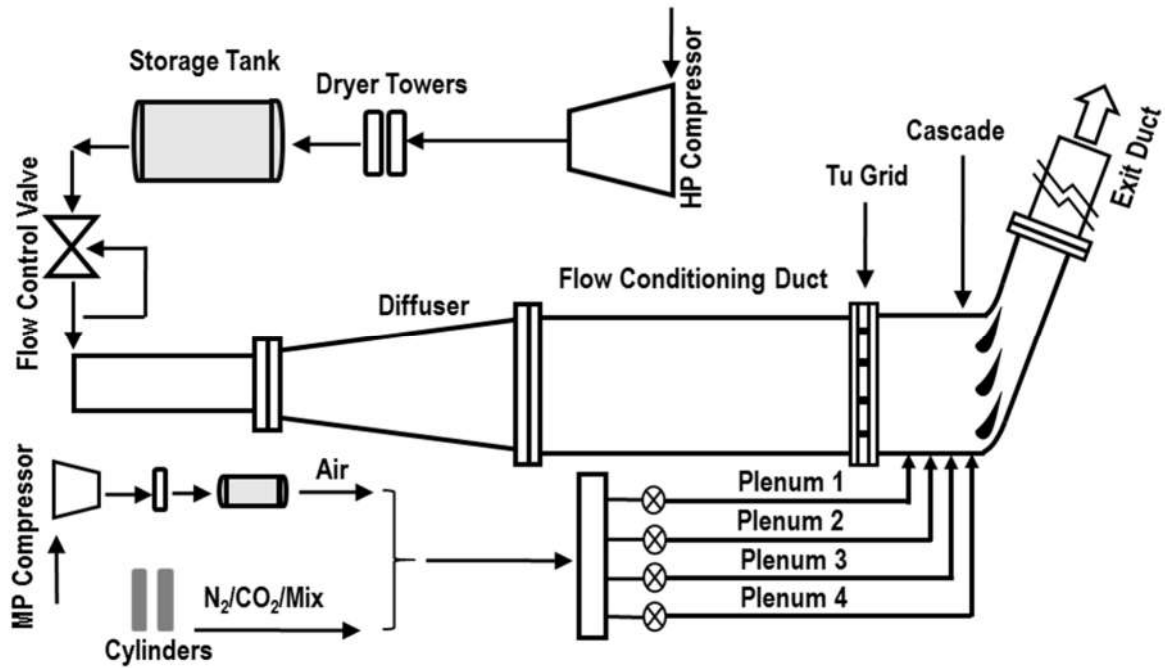 Storage Tank
Dryer Towers
HP Compressor
Cascade
Exit Duct
Tu Grid
Flow Control Valve
Flow Conditioning Duct
Diffuser
MP Compressor
Air
Plenum 1
Plenum 2
Plenum 3
Plenum 4
N₂/CO₂/Mix
Cylinders